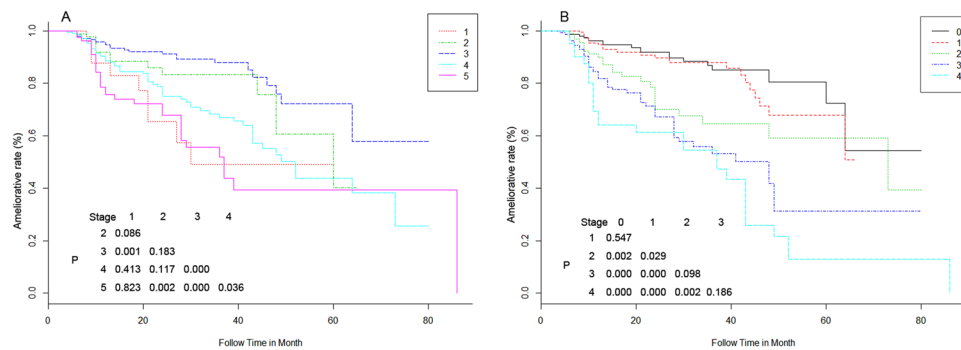 A
1
2
3
4
5
Ameliorative rate (%)
1.0
0.8
0.6
0.4
0.2
0.0
Stage 1 2 3 4
2 0.086
3 0.001 0.183
P
4 0.413 0.117 0.000
5 0.823 0.002 0.000 0.036
0 20 40 60 80
Follow Time in Month
B
0
1
2
3
4
Ameliorative rate (%)
1.0
0.8
0.6
0.4
0.2
0.0
Stage 0 1 2 3
1 0.547
2 0.002 0.029
P
3 0.000 0.000 0.098
4 0.000 0.000 0.002 0.186
0 20 40 60 80
Follow Time in Month